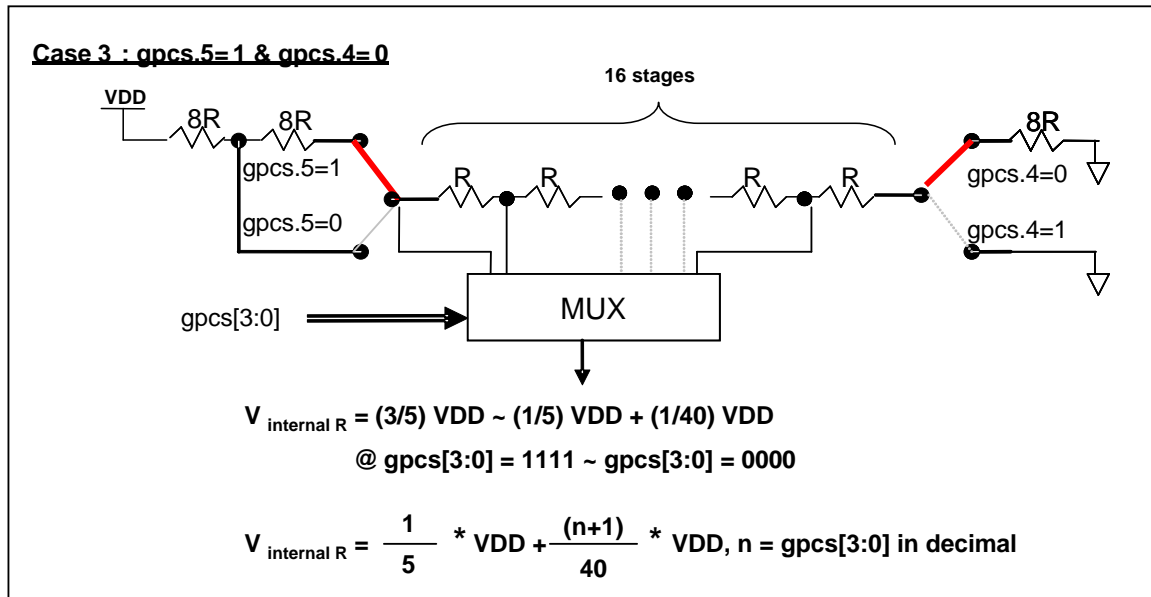 Case 3 : gpcs.5=1 & gpcs.4=0
16 stages
VDD
8R
8R
8R
gpcs.5=1
gpcs.4=0
R
R
R
R
gpcs.5=0
gpcs.4=1
MUX
gpcs[3:0]
V internal R = (3/5) VDD ~ (1/5) VDD + (1/40) VDD
@ gpcs[3:0] = 1111 ~ gpcs[3:0] = 0000
V internal R = 1/5 * VDD + (n+1)/40 * VDD, n = gpcs[3:0] in decimal